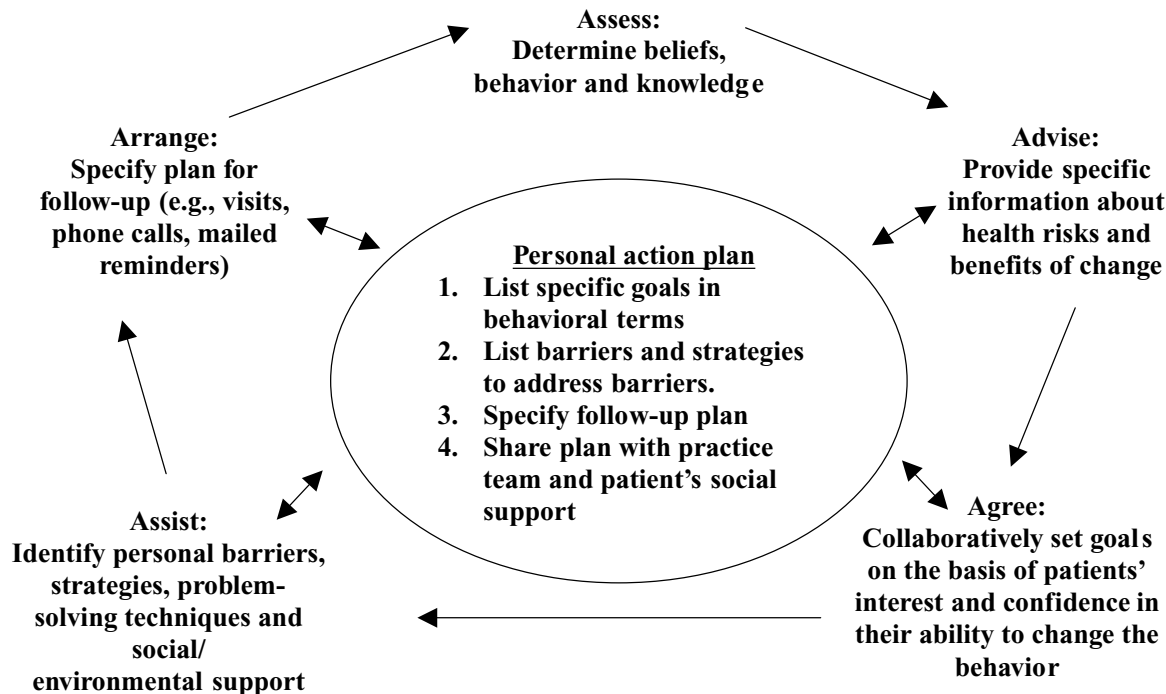 Assess:
Determine beliefs,
behavior and knowledge
Advise:
Provide specific
information about
health risks and
benefits of change
Agree:
Collaboratively set goals
on the basis of patients’
interest and confidence in
their ability to change the
behavior
Assist:
Identify personal barriers,
strategies, problem-
solving techniques and
social/
environmental support
Arrange:
Specify plan for
follow-up (e.g., visits,
phone calls, mailed
reminders)
Personal action plan
1. List specific goals in
behavioral terms
2. List barriers and strategies
to address barriers.
3. Specify follow-up plan
4. Share plan with practice
team and patient’s social
support